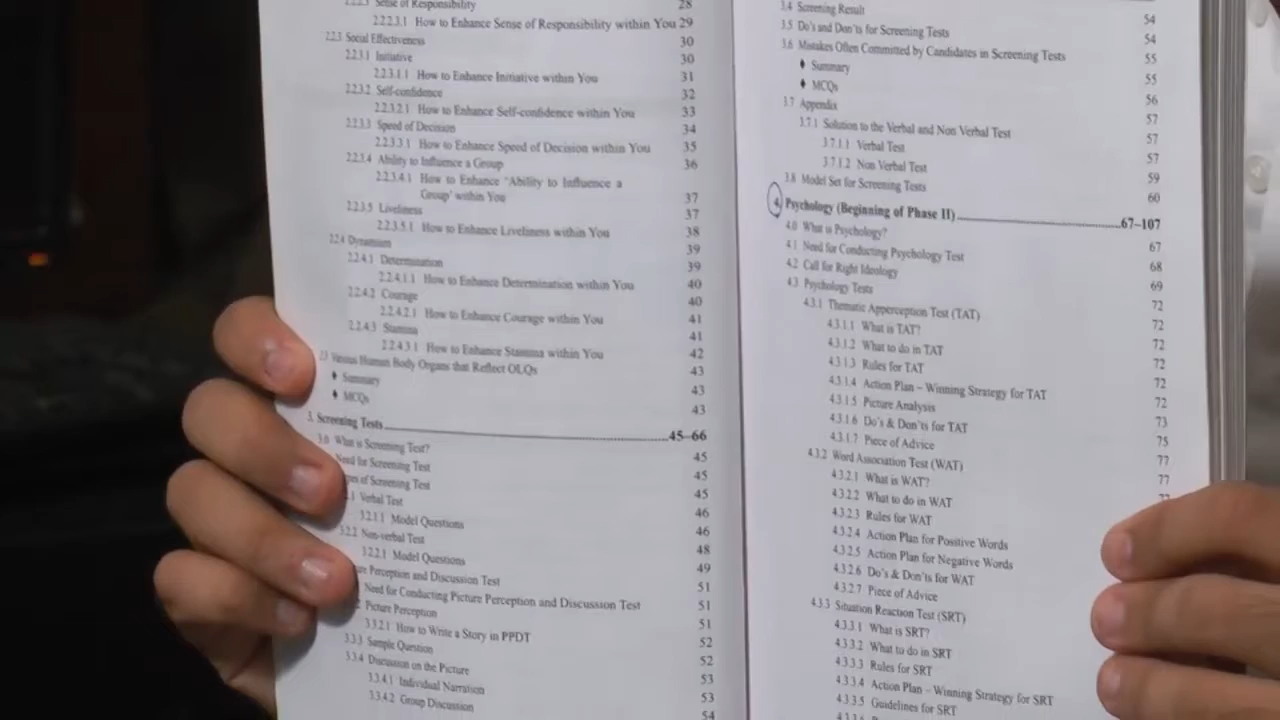 2.2.2.3 Sense of Responsibility 28
2.2.2.3.1 How to Enhance Sense of Responsibility within You 29
2.2.3 Social Effectiveness 30
2.2.3.1 Initiative 30
2.2.3.1.1 How to Enhance Initiative within You 31
2.2.3.2 Self-confidence 32
2.2.3.2.1 How to Enhance Self-confidence within You 33
2.2.3.3 Speed of Decision 34
2.2.3.3.1 How to Enhance Speed of Decision within You 35
2.2.3.4 Ability to Influence a Group 36
2.2.3.4.1 How to Enhance "Ability to Influence a
Group' within You 37
2.2.3.5 Liveliness 37
2.2.3.5.1 How to Enhance Liveliness within You 38
2.2.4 Dynamism 39
2.2.4.1 Determination 39
2.2.4.1.1 How to Enhance Determination within You 40
2.2.4.2 Courage 40
2.2.4.2.1 How to Enhance Courage within You 41
2.2.4.3 Stamina 41
2.2.4.3.1 How to Enhance Stamina within You 42
2.3 Various Human Body Organs that Reflect OLQs 43
♦ Summary 43
♦ MCQs 43
3. Screening Tests 45–66
3.0 What is Screening Test? 45
Need for Screening Test 45
of Screening Test 45
Verbal Test 46
3.2.1.1 Model Questions 46
3.2.2 Non-verbal Test 48
3.2.2.1 Model Questions 49
Perception and Discussion Test 51
Need for Conducting Picture Perception and Discussion Test 51
Picture Perception 51
3.3.2.1 How to Write a Story in PPDT 52
3.3.3 Sample Question 52
3.3.4 Discussion on the Picture 53
3.3.4.1 Individual Narration 53
3.3.4.2 Group Discussion 54
3.4 Screening Result 54
3.5 Do's and Don'ts for Screening Tests 54
3.6 Mistakes Often Committed by Candidates in Screening Tests 55
♦ Summary 55
♦ MCQs 56
3.7 Appendix 57
3.7.1 Solution to the Verbal and Non Verbal Test 57
3.7.1.1 Verbal Test 57
3.7.1.2 Non Verbal Test 59
3.8 Model Set for Screening Tests 60
4. Psychology (Beginning of Phase II) 67–107
4.0 What is Psychology? 67
4.1 Need for Conducting Psychology Test 68
4.2 Call for Right Ideology 69
4.3 Psychology Tests 72
4.3.1 Thematic Apperception Test (TAT) 72
4.3.1.1 What is TAT? 72
4.3.1.2 What to do in TAT 72
4.3.1.3 Rules for TAT 72
4.3.1.4 Action Plan – Winning Strategy for TAT 72
4.3.1.5 Picture Analysis 73
4.3.1.6 Do's & Don'ts for TAT 75
4.3.1.7 Piece of Advice 77
4.3.2 Word Association Test (WAT) 77
4.3.2.1 What is WAT? 77
4.3.2.2 What to do in WAT
4.3.2.3 Rules for WAT
4.3.2.4 Action Plan for Positive Words
4.3.2.5 Action Plan for Negative Words
4.3.2.6 Do's & Don'ts for WAT
4.3.2.7 Piece of Advice
4.3.3 Situation Reaction Test (SRT)
4.3.3.1 What is SRT?
4.3.3.2 What to do in SRT
4.3.3.3 Rules for SRT
4.3.3.4 Action Plan – Winning Strategy for SRT
4.3.3.5 Guidelines for SRT